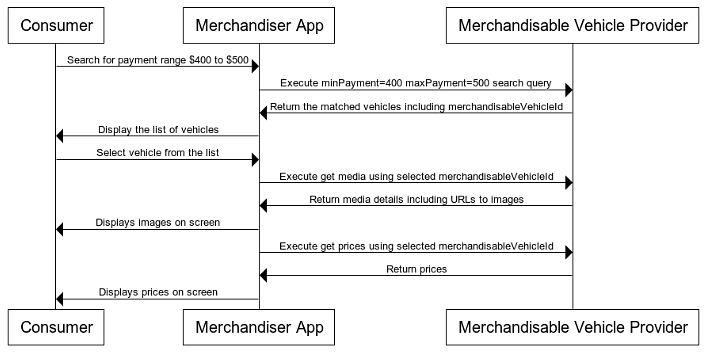 Consumer
Merchandiser App
Merchandisable Vehicle Provider
Search for payment range $400 to $500
Execute minPayment=400 maxPayment=500 search query
Return the matched vehicles including merchandisableVehicleId
Display the list of vehicles
Select vehicle from the list
Execute get media using selected merchandisableVehicleId
Return media details including URLs to images
Displays images on screen
Execute get prices using selected merchandisableVehicleId
Return prices
Displays prices on screen
Consumer
Merchandiser App
Merchandisable Vehicle Provider